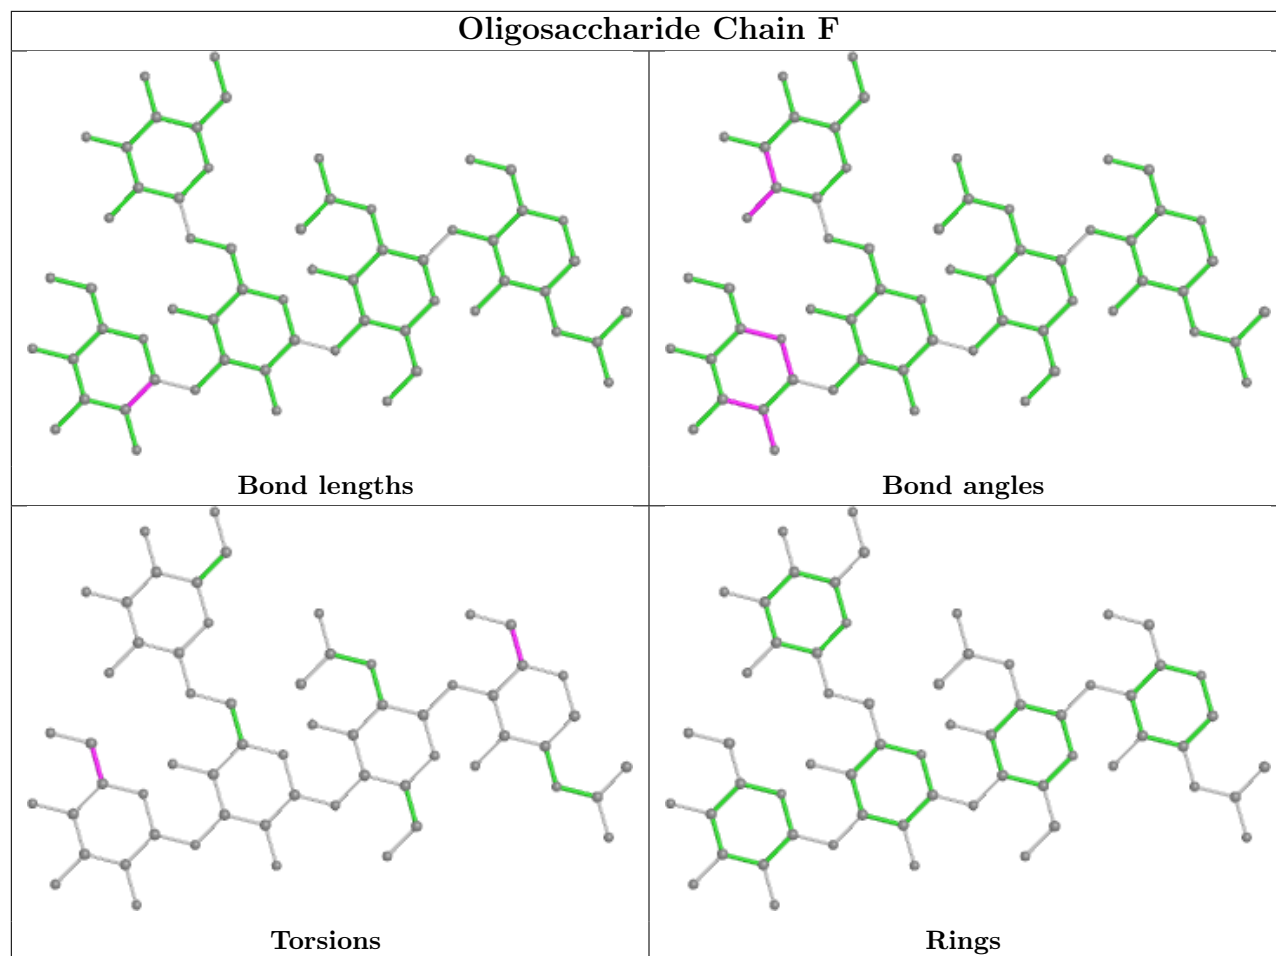 Oligosaccharide Chain F
Bond lengths
Bond angles
Torsions
Rings